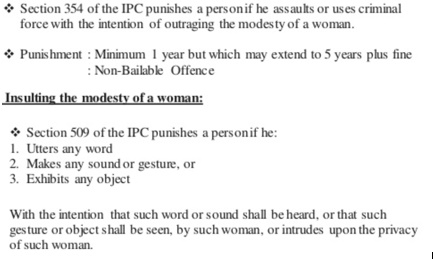 ❖ Section 354 of the IPC punishes a person if he assaults or uses criminal
force with the intention of outraging the modesty of a woman.
❖ Punishment : Minimum 1 year but which may extend to 5 years plus fine
: Non-Bailable Offence
Insulting the modesty of a woman:
❖ Section 509 of the IPC punishes a person if he:
1. Utters any word
2. Makes any sound or gesture, or
3. Exhibits any object
With the intention that such word or sound shall be heard, or that such
gesture or object shall be seen, by such woman, or intrudes upon the privacy
of such woman.